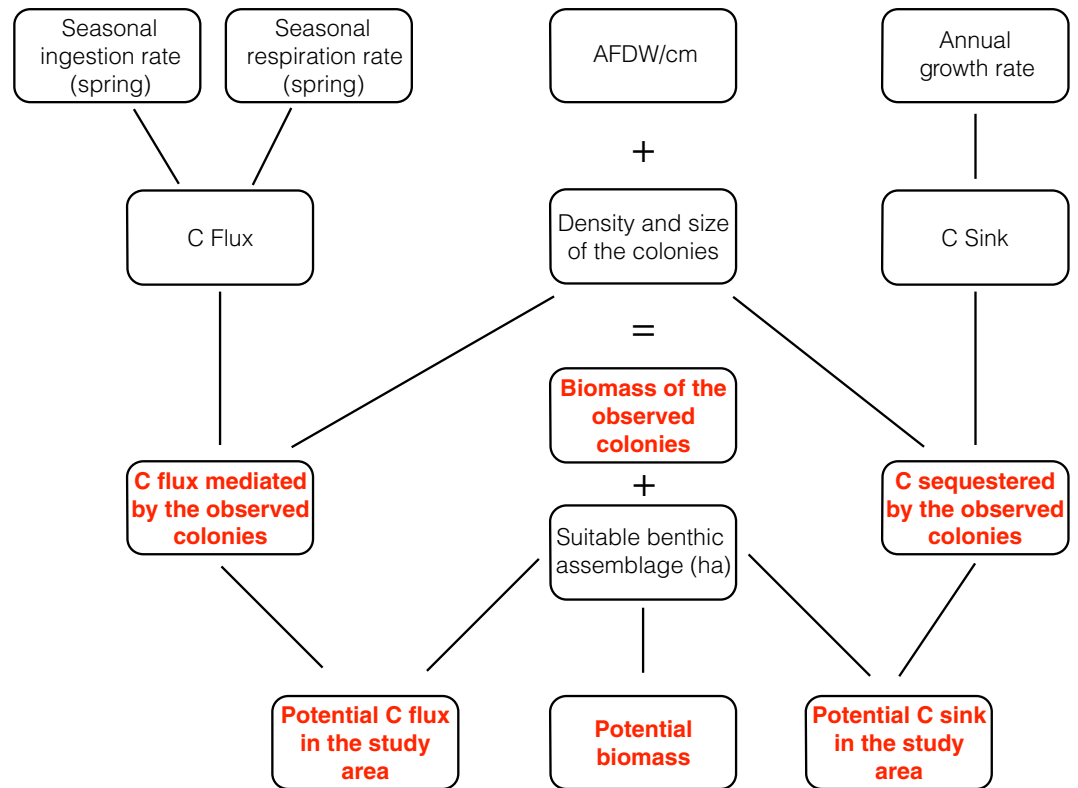 Seasonal
ingestion rate
(spring)
Seasonal
respiration rate
(spring)
AFDW/cm
Annual
growth rate
+
C Flux
Density and size
of the colonies
C Sink
=
Biomass of the
observed
colonies
C flux mediated
by the observed
colonies
+
C sequestered
by the observed
colonies
Suitable benthic
assemblage (ha)
Potential C flux
in the study
area
Potential
biomass
Potential C sink
in the study
area